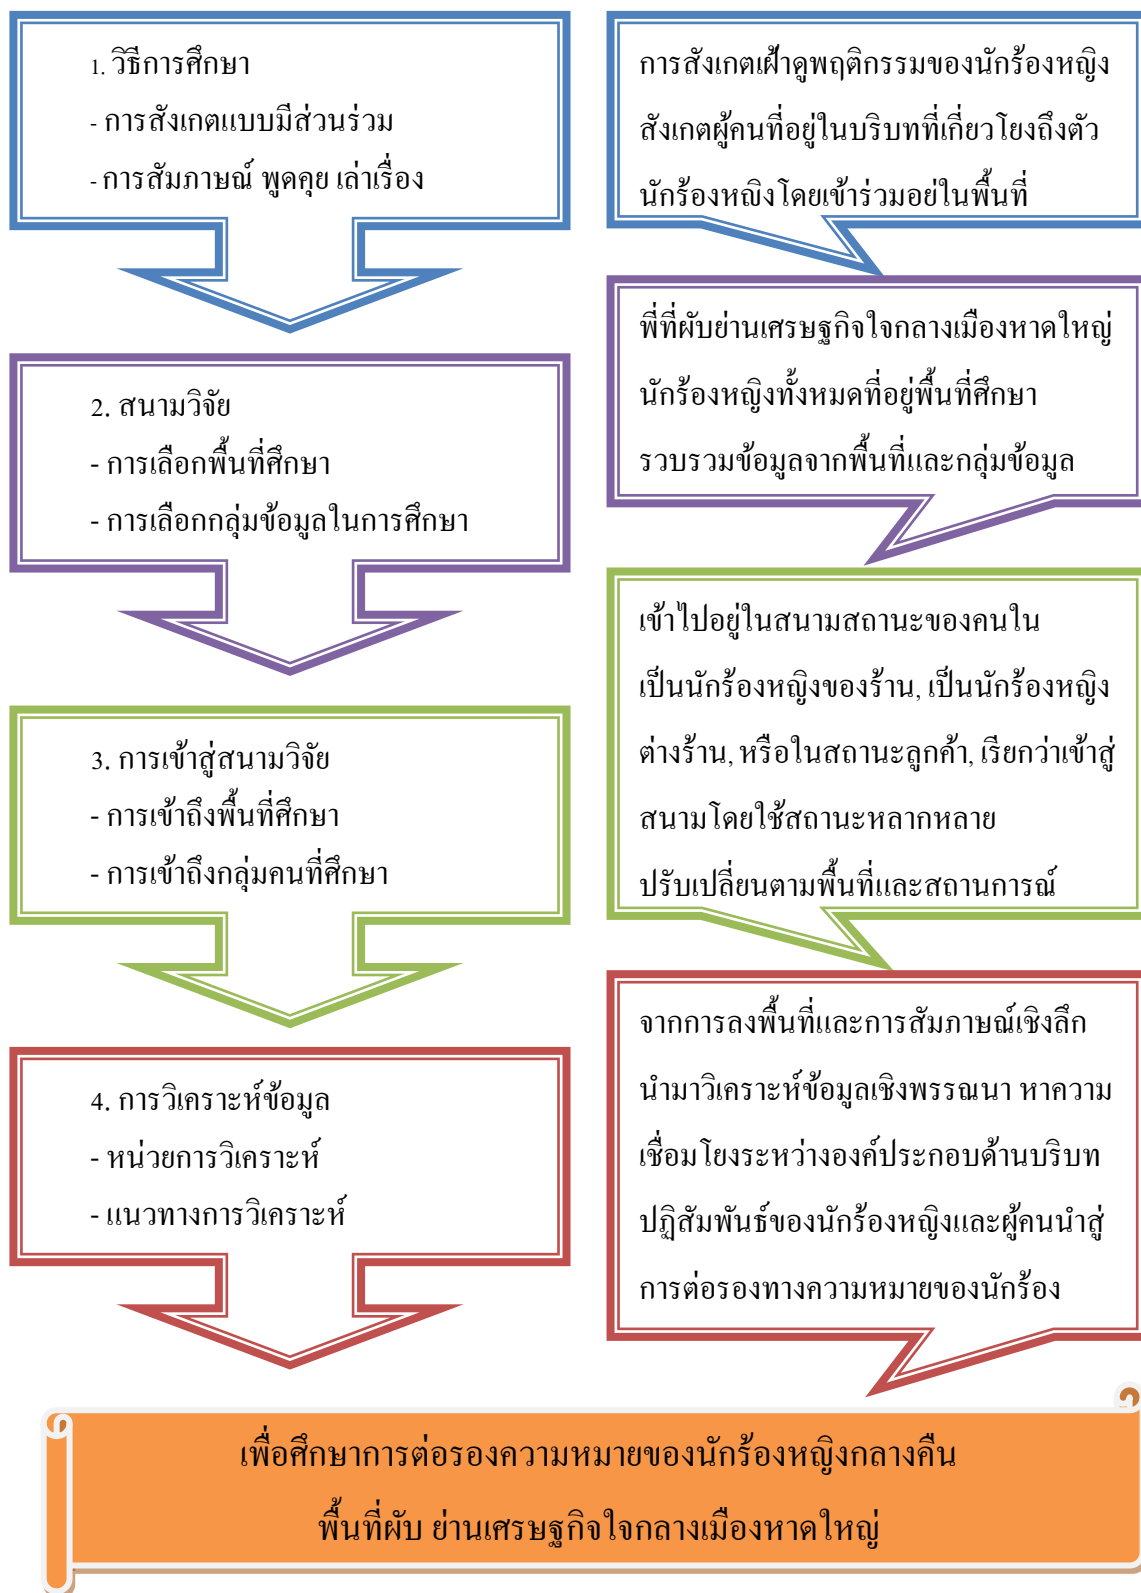 1. วิธีการศึกษา
- การสังเกตแบบมีส่วนร่วม
- การสัมภาษณ์ พูดคุย เล่าเรื่อง
การสังเกตเฝ้าดูพฤติกรรมของนักร้องหญิง
สังเกตผู้คนที่อยู่ในบริบทที่เกี่ยวโยงถึงตัว
นักร้องหญิงโดยเข้าร่วมอยู่ในพื้นที่
2. สนามวิจัย
- การเลือกพื้นที่ศึกษา
- การเลือกกลุ่มข้อมูลในการศึกษา
พี่ที่ผับย่านเศรษฐกิจใจกลางเมืองหาดใหญ่
นักร้องหญิงทั้งหมดที่อยู่พื้นที่ศึกษา
รวบรวมข้อมูลจากพื้นที่และกลุ่มข้อมูล
3. การเข้าสู่สนามวิจัย
- การเข้าถึงพื้นที่ศึกษา
- การเข้าถึงกลุ่มคนที่ศึกษา
เข้าไปอยู่ในสนามสถานะของคนใน
เป็นนักร้องหญิงของร้าน, เป็นนักร้องหญิง
ต่างร้าน, หรือในสถานะลูกค้า, เรียกว่าเข้าสู่
สนามโดยใช้สถานะหลากหลาย
ปรับเปลี่ยนตามพื้นที่และสถานการณ์
4. การวิเคราะห์ข้อมูล
- หน่วยการวิเคราะห์
- แนวทางการวิเคราะห์
จากการลงพื้นที่และการสัมภาษณ์เชิงลึก
นำมาวิเคราะห์ข้อมูลเชิงพรรณนา หาความ
เชื่อมโยงระหว่างองค์ประกอบด้านบริบท
ปฏิสัมพันธ์ของนักร้องหญิงและผู้คนนำสู่
การต่อรองทางความหมายของนักร้อง
เพื่อศึกษาการต่อรองความหมายของนักร้องหญิงกลางคืน
พื้นที่ผับ ย่านเศรษฐกิจใจกลางเมืองหาดใหญ่